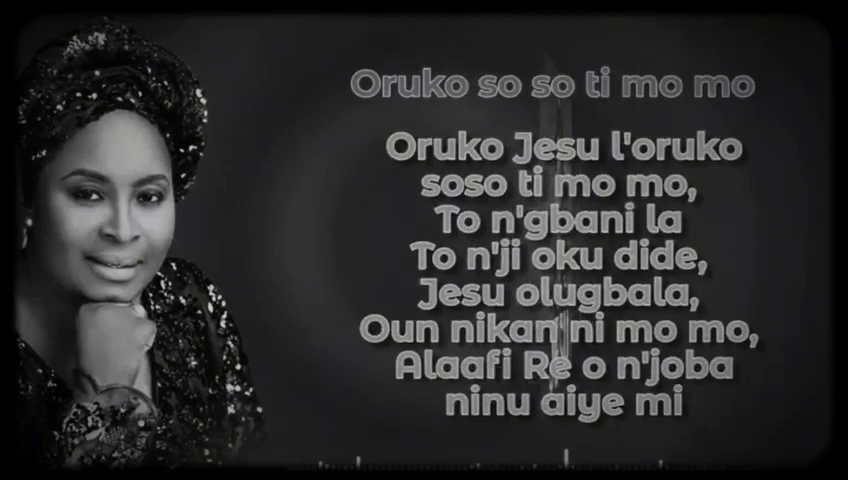 Oruko so so ti mo mo
Oruko Jesu l'oruko
soso ti mo mo,
To n'gbani la
To n'ji oku dide,
Jesu olugbala,
Oun nikan ni mo mo,
Alaafi Re o n'joba
ninu aiye mi